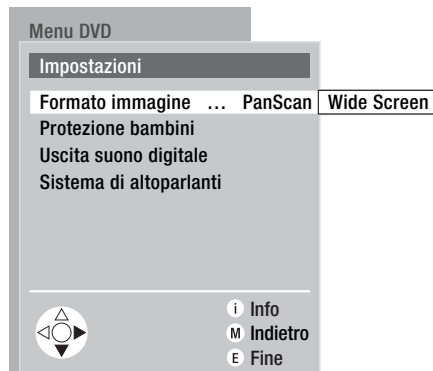 Menu DVD
Impostazioni
Formato immagine ... PanScan Wide Screen
Protezione bambini
Uscita suono digitale
Sistema di altoparlanti
i Info
M Indietro
E Fine